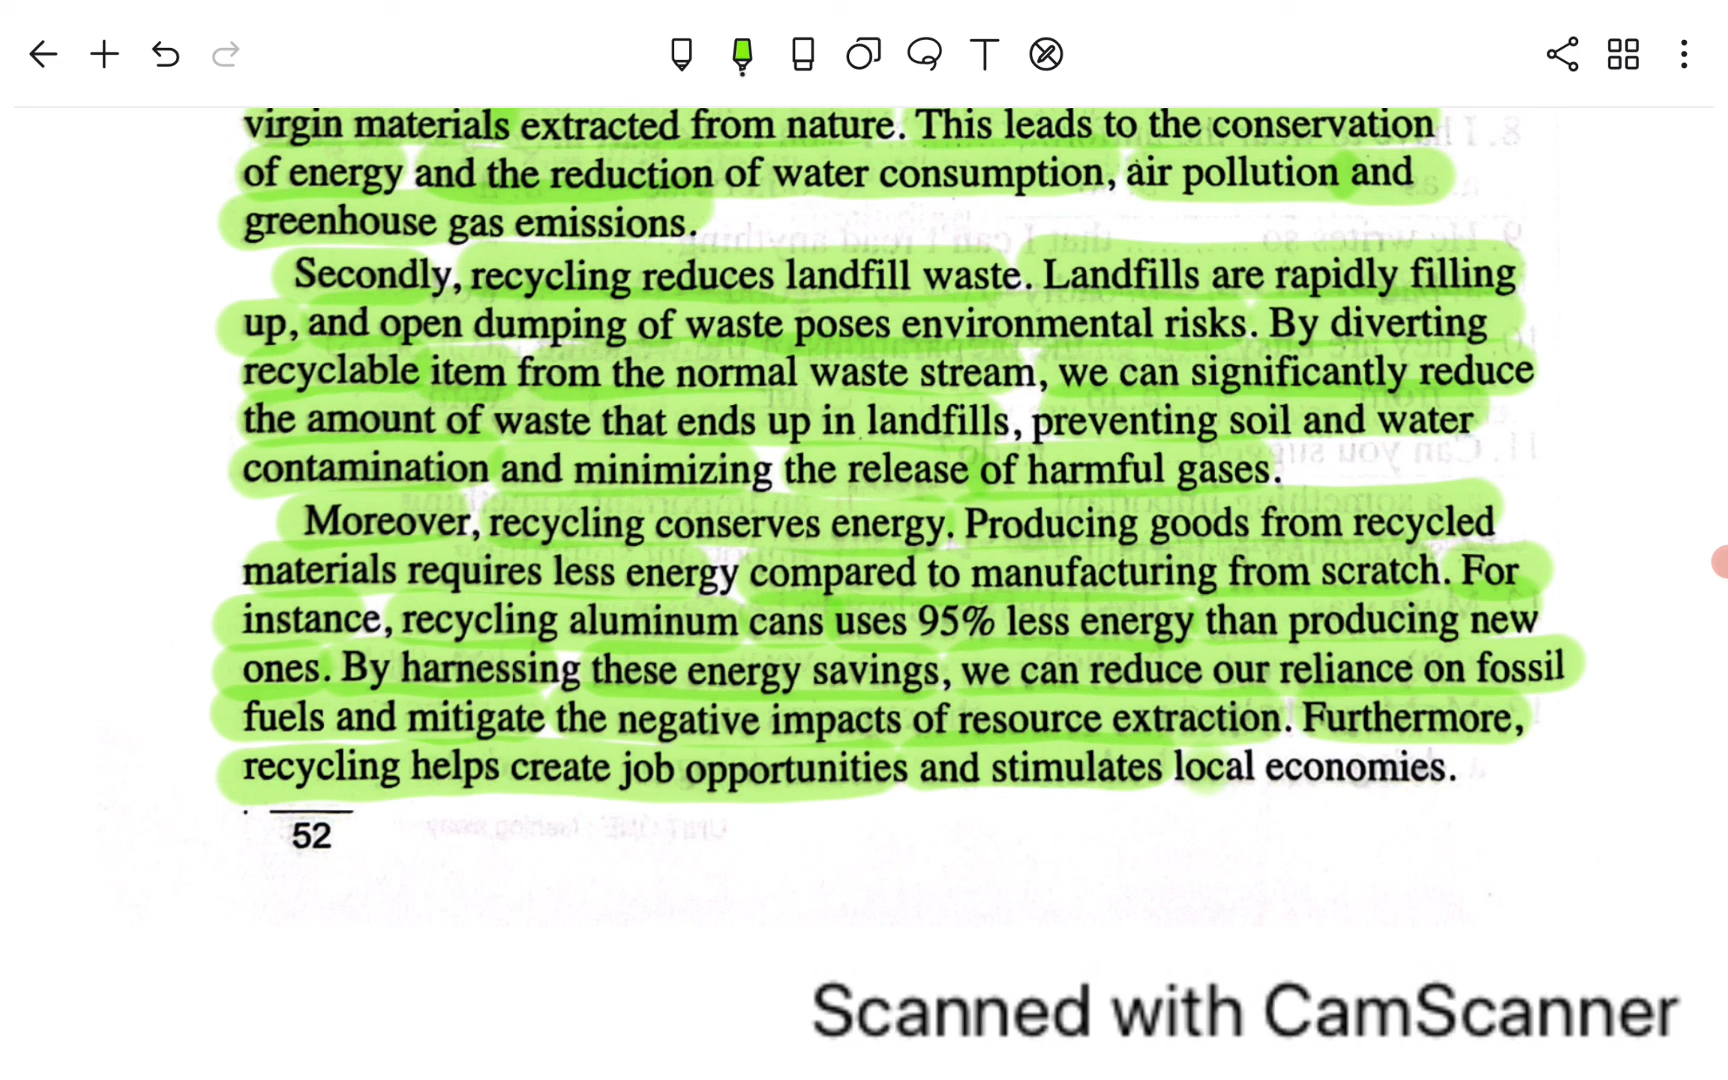 virgin materials extracted from nature. This leads to the conservation
of energy and the reduction of water consumption, air pollution and
greenhouse gas emissions.
Secondly, recycling reduces landfill waste. Landfills are rapidly filling
up, and open dumping of waste poses environmental risks. By diverting
recyclable item from the normal waste stream, we can significantly reduce
the amount of waste that ends up in landfills, preventing soil and water
contamination and minimizing the release of harmful gases.
Moreover, recycling conserves energy. Producing goods from recycled
materials requires less energy compared to manufacturing from scratch. For
instance, recycling aluminum cans uses 95% less energy than producing new
ones. By harnessing these energy savings, we can reduce our reliance on fossil
fuels and mitigate the negative impacts of resource extraction. Furthermore,
recycling helps create job opportunities and stimulates local economies.
52
Scanned with CamScanner